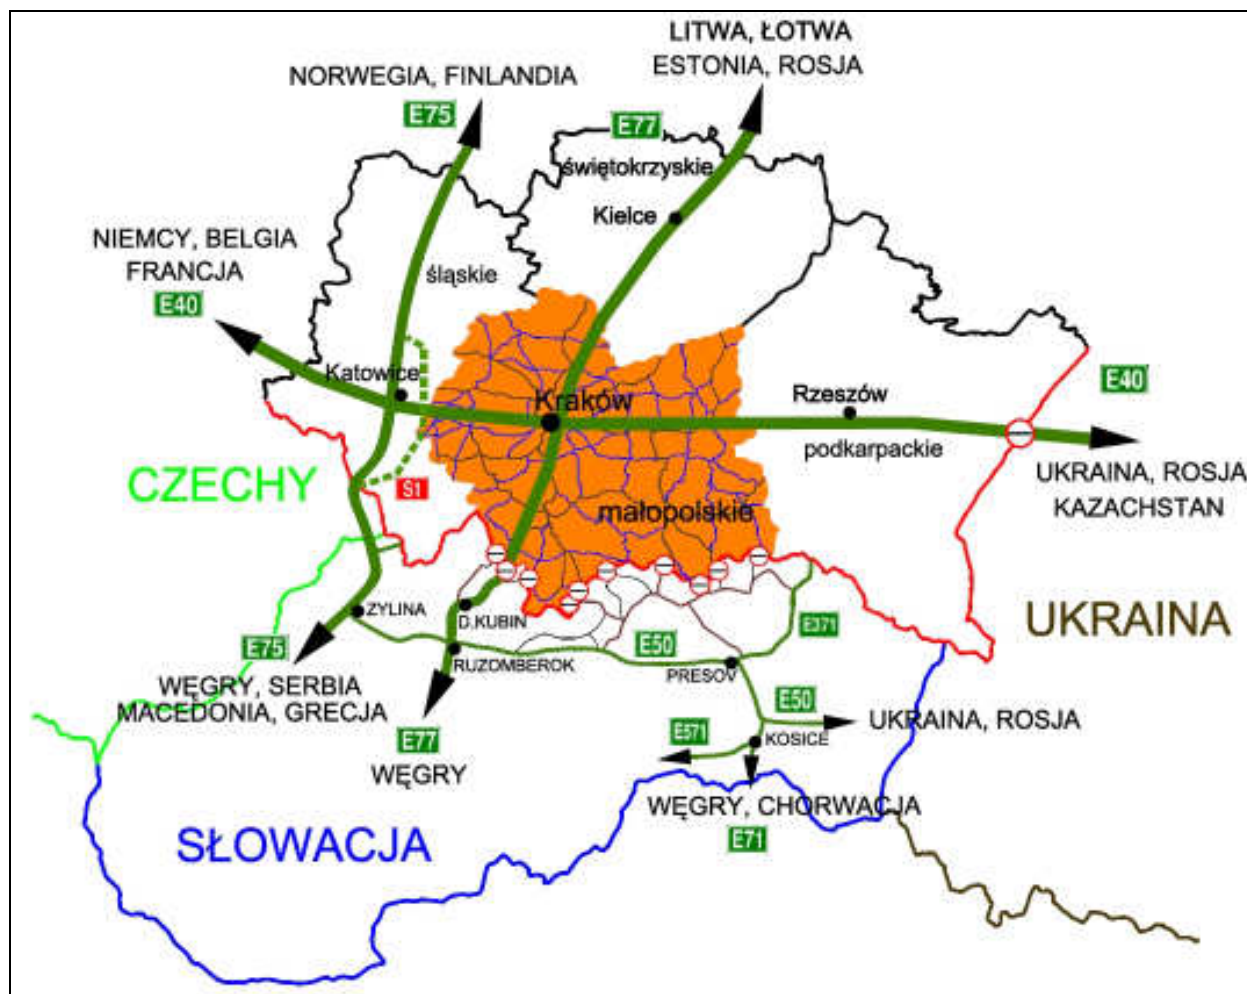 LITWA, ŁOTWA
ESTONIA, ROSJA
NORWEGIA, FINLANDIA
E75
E77
świętokrzyskie
Kielce
NIEMCY, BELGIA
FRANCJA
E40
śląskie
Katowice
Kraków
Rzeszów
E40
podkarpackie
CZECHY
S1
małopolskie
UKRAINA, ROSJA
KAZACHSTAN
ZYLINA
D.KUBIN
E371
UKRAINA
E75
RUZOMBEROK
E50
PRESOV
WĘGRY, SERBIA
MACEDONIA, GRECJA
E50
UKRAINA, ROSJA
E77
E571
KOSICE
WĘGRY
WĘGRY, CHORWACJA
E71
SŁOWACJA